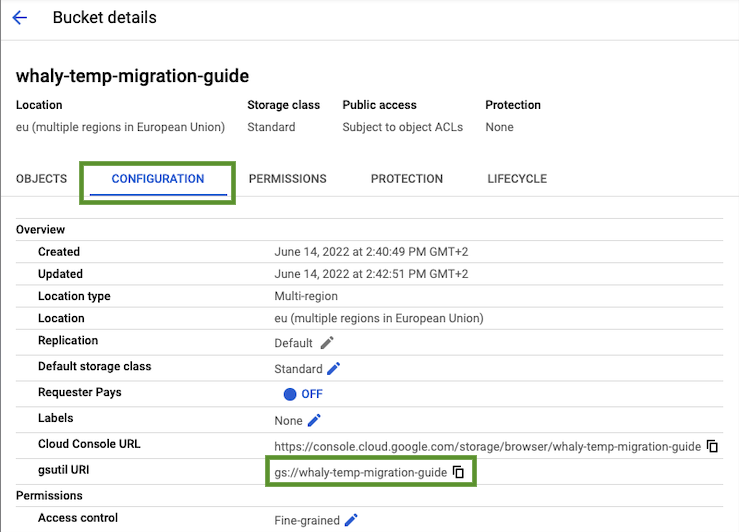 Bucket details
whaly-temp-migration-guide
Location Storage class Public access Protection
eu (multiple regions in European Union) Standard Subject to object ACLs None
OBJECTS CONFIGURATION PERMISSIONS PROTECTION LIFECYCLE
Overview
Created June 14, 2022 at 2:40:49 PM GMT+2
Updated June 14, 2022 at 2:42:51 PM GMT+2
Location type Multi-region
Location eu (multiple regions in European Union)
Replication Default
Default storage class Standard
Requester Pays OFF
Labels None
Cloud Console URL https://console.cloud.google.com/storage/browser/whaly-temp-migration-guide
gsutil URI gs://whaly-temp-migration-guide
Permissions
Access control Fine-grained